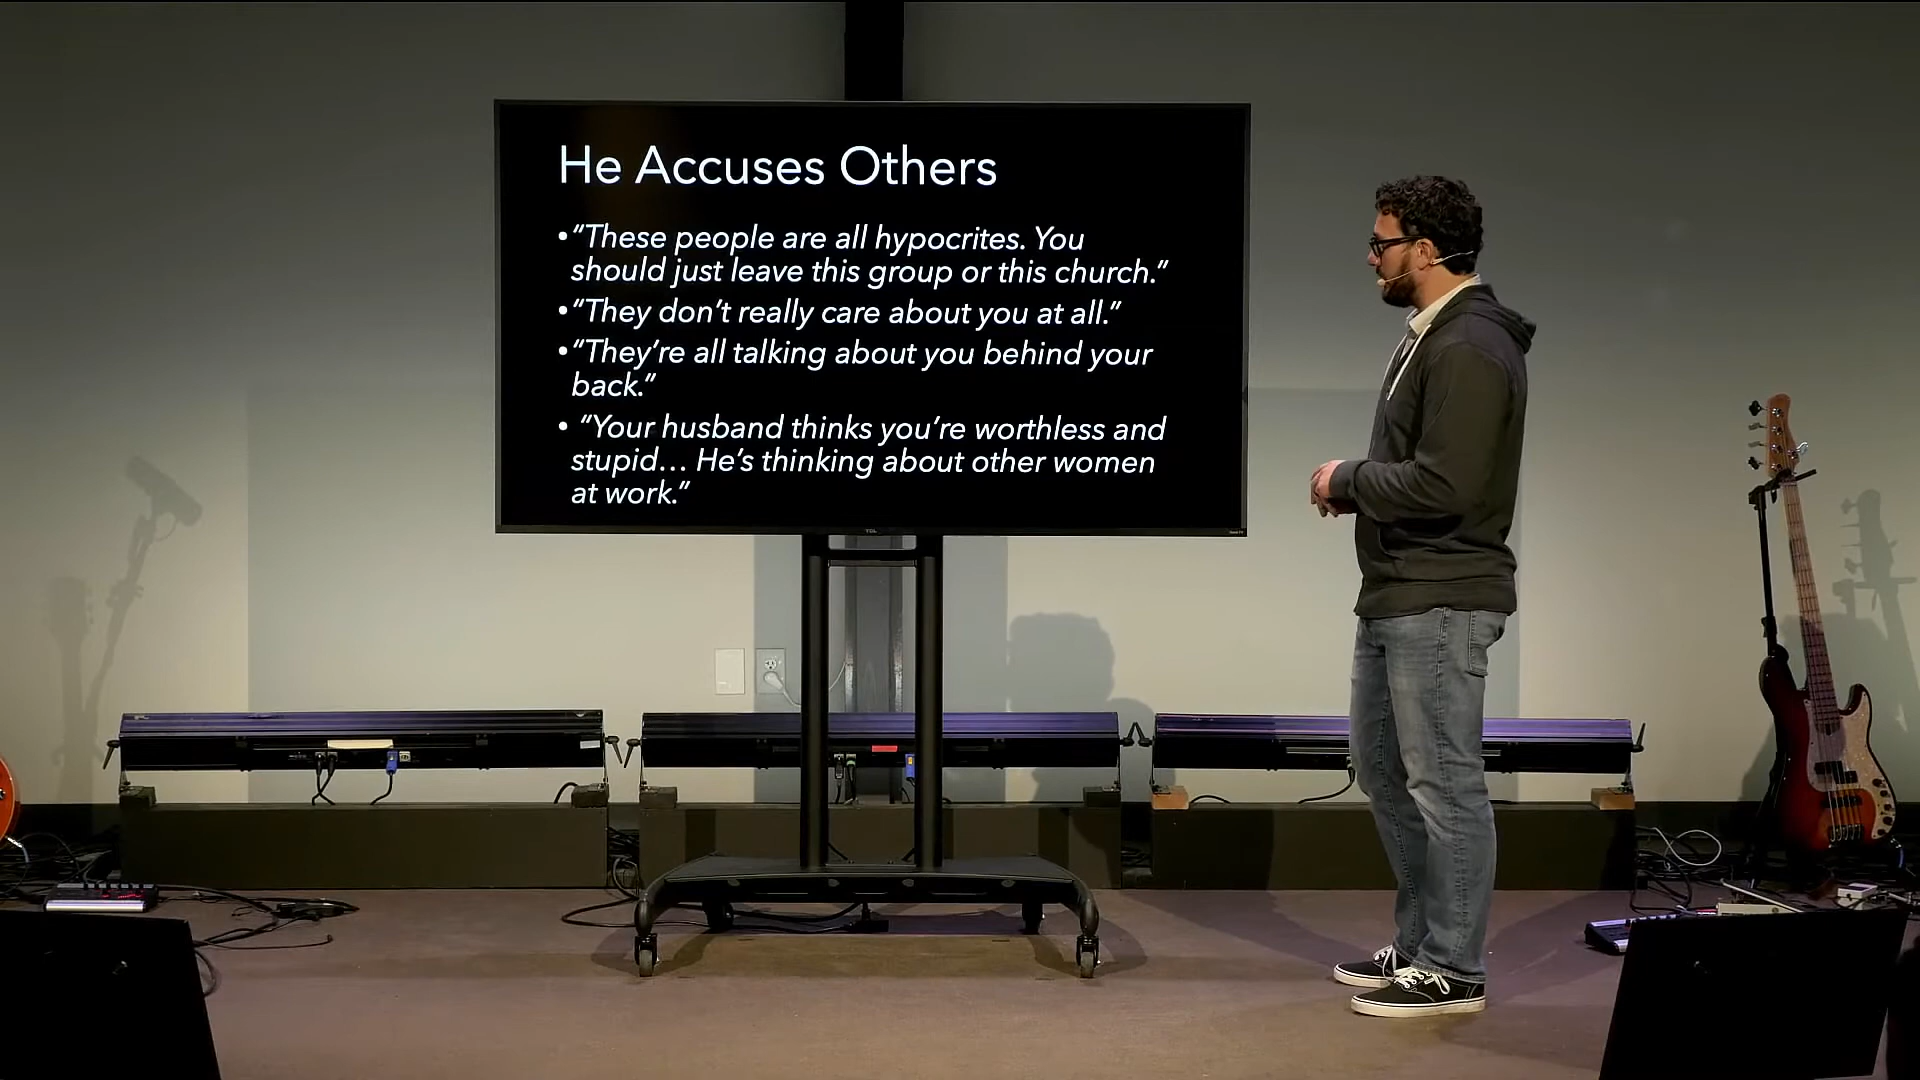 He Accuses Others
•“These people are all hypocrites. You
should just leave this group or this church.”
•“They don’t really care about you at all.”
•“They’re all talking about you behind your
back.”
• “Your husband thinks you’re worthless and
stupid… He’s thinking about other women
at work.”
TCL